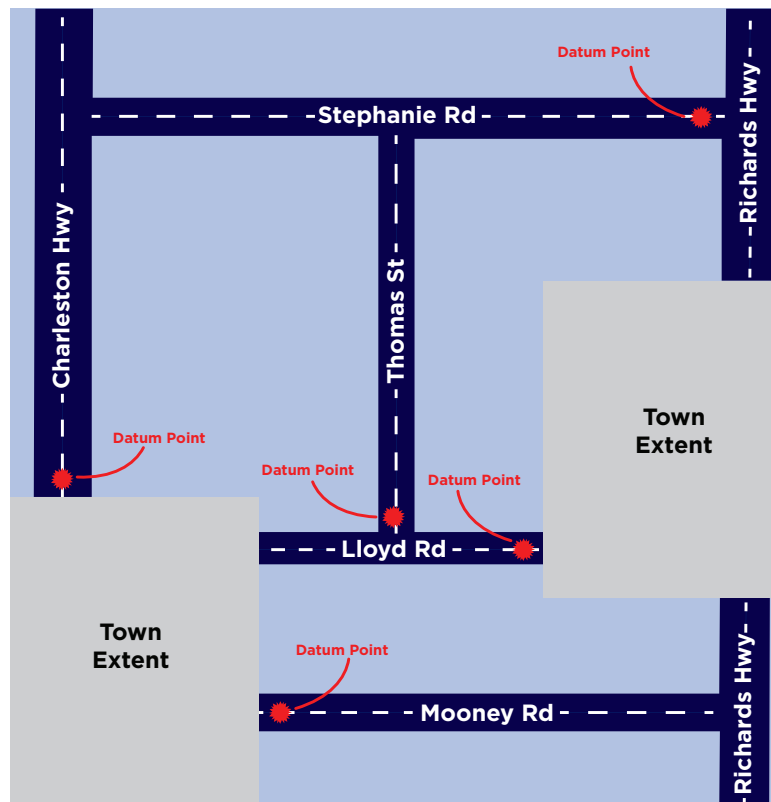 Datum Point
Richards Hwy
Stephanie Rd
Charleston Hwy
Thomas St
Town
Extent
Datum Point
Datum Point
Datum Point
Lloyd Rd
Town
Extent
Datum Point
Mooney Rd
Richards Hwy